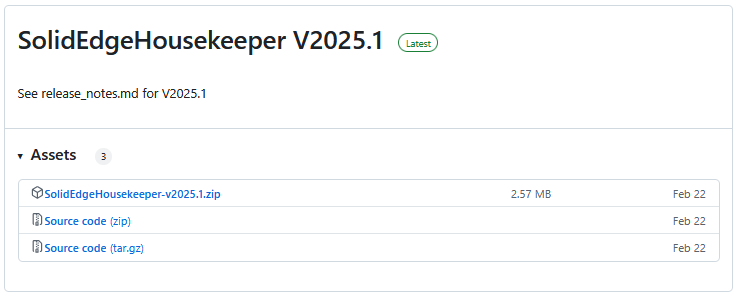 SolidEdgeHousekeeper V2025.1 Latest
See release_notes.md for V2025.1
▾ Assets 3
SolidEdgeHousekeeper-v2025.1.zip 2.57 MB Feb 22
Source code (zip) Feb 22
Source code (tar.gz) Feb 22